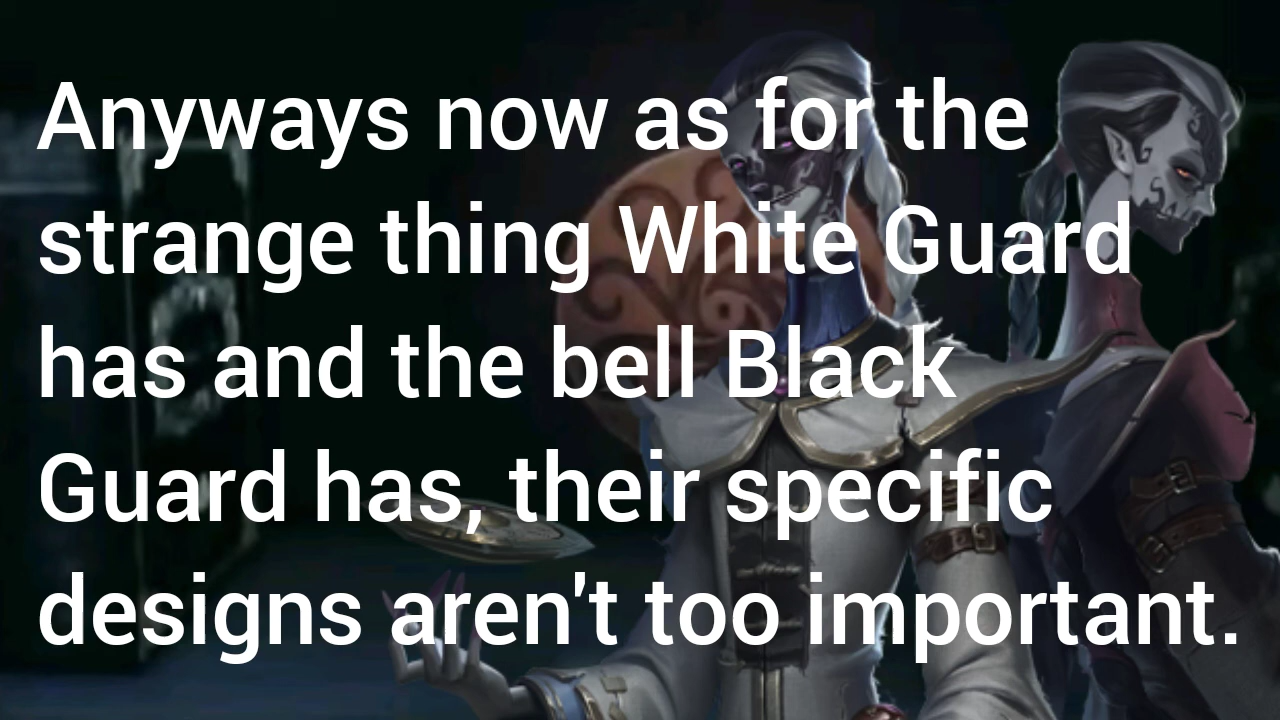 Anyways now as for the
strange thing White Guard
has and the bell Black
Guard has, their specific
designs aren't too important.